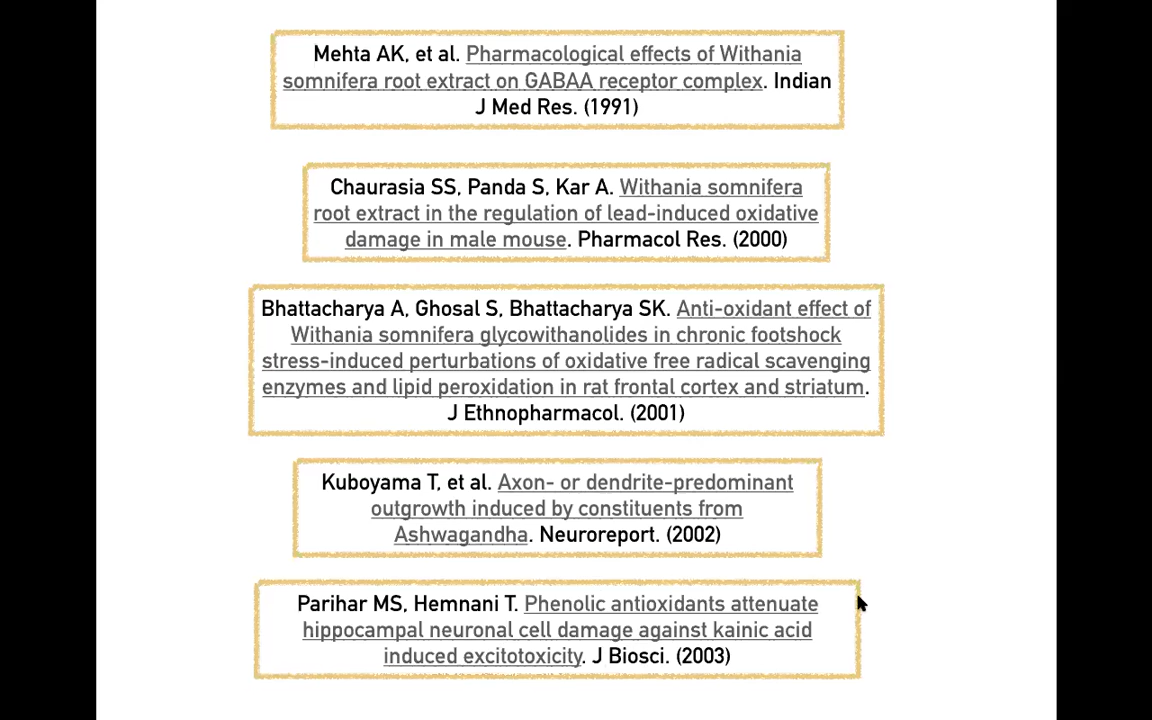 Mehta AK, et al. Pharmacological effects of Withania
somnifera root extract on GABAA receptor complex. Indian
J Med Res. (1991)
Chaurasia SS, Panda S, Kar A. Withania somnifera
root extract in the regulation of lead-induced oxidative
damage in male mouse. Pharmacol Res. (2000)
Bhattacharya A, Ghosal S, Bhattacharya SK. Anti-oxidant effect of
Withania somnifera glycowithanolides in chronic footshock
stress-induced perturbations of oxidative free radical scavenging
enzymes and lipid peroxidation in rat frontal cortex and striatum.
J Ethnopharmacol. (2001)
Kuboyama T, et al. Axon- or dendrite-predominant
outgrowth induced by constituents from
Ashwagandha. Neuroreport. (2002)
Parihar MS, Hemnani T. Phenolic antioxidants attenuate
hippocampal neuronal cell damage against kainic acid
induced excitotoxicity. J Biosci. (2003)